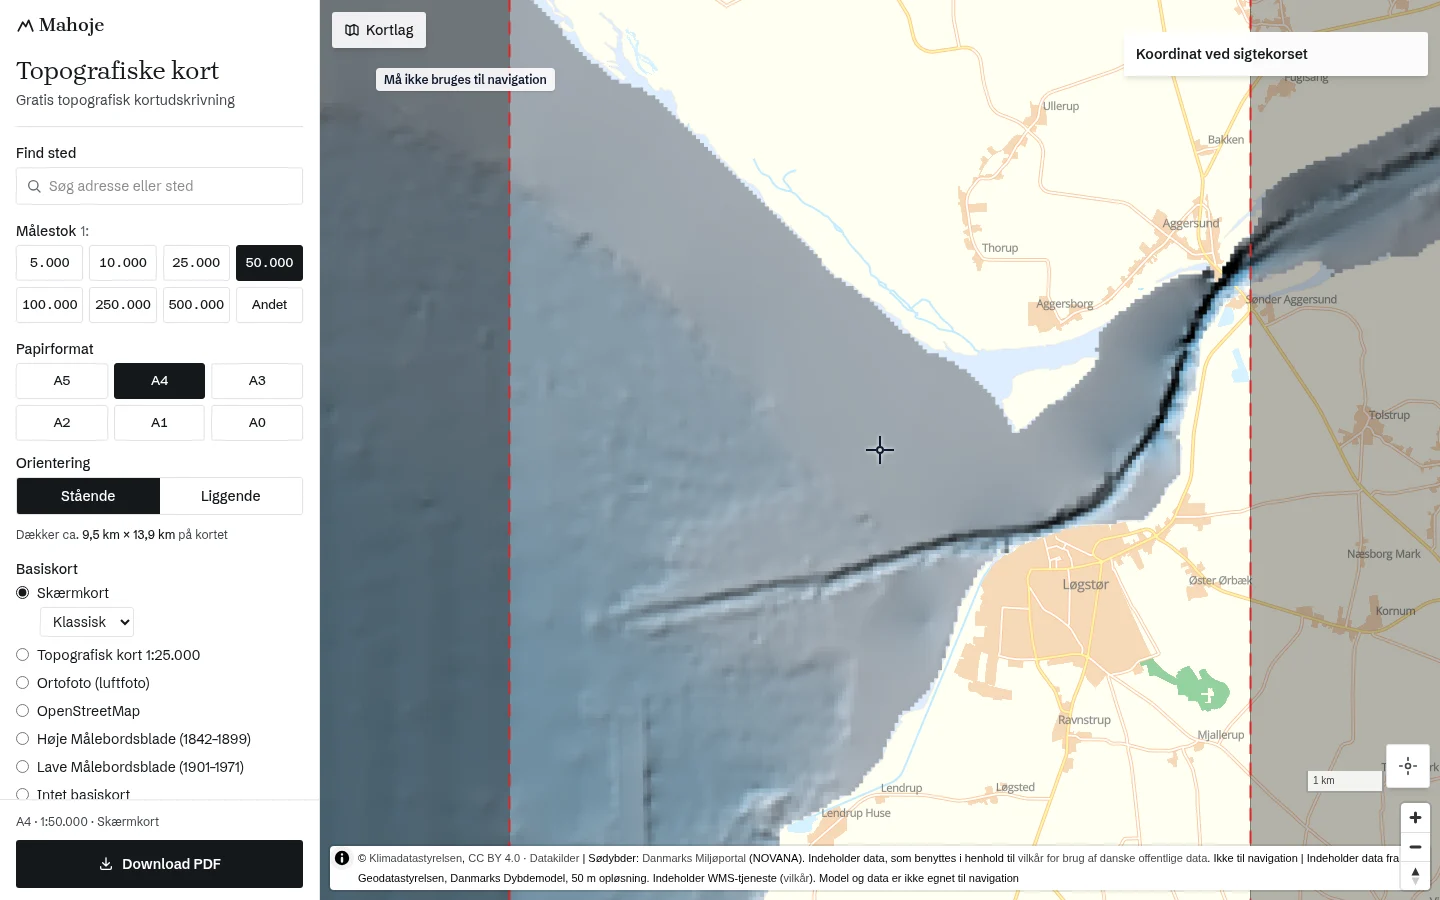 Mahoje
Topografiske kort
Gratis topografisk kortudskrivning
Find sted
Søg adresse eller sted
Målestok 1:
5.000
10.000
25.000
50.000
100.000
250.000
500.000
Andet
Papirformat
A5
A4
A3
A2
A1
A0
Orientering
Stående
Liggende
Dækker ca. 9,5 km × 13,9 km på kortet
Basiskort
Skærmkort
Klassisk
Topografisk kort 1:25.000
Ortofoto (luftfoto)
OpenStreetMap
Høje Målebordsblade (1842-1899)
Lave Målebordsblade (1901-1971)
Intet basiskort
A4 · 1:50.000 · Skærmkort
Download PDF
Kortlag
Må ikke bruges til navigation
Koordinat ved sigtekorset
Fuglsang
Ullerup
Bakken
Aggersund
Thorup
Aggersborg
Sønder Aggersund
Tolstrup
Næsborg Mark
Øster Ørbæk
Løgstør
Kornum
Ravnstrup
Mjallerup
Løgsted
Lendrup
Lendrup Huse
1 km
© Klimadatastyrelsen, CC BY 4.0 · Datakilder | Sødybder: Danmarks Miljøportal (NOVANA). Indeholder data, som benyttes i henhold til vilkår for brug af danske offentlige data. Ikke til navigation | Indeholder data fra
Geodatastyrelsen, Danmarks Dybdemodel, 50 m opløsning. Indeholder WMS-tjeneste (vilkår). Model og data er ikke egnet til navigation